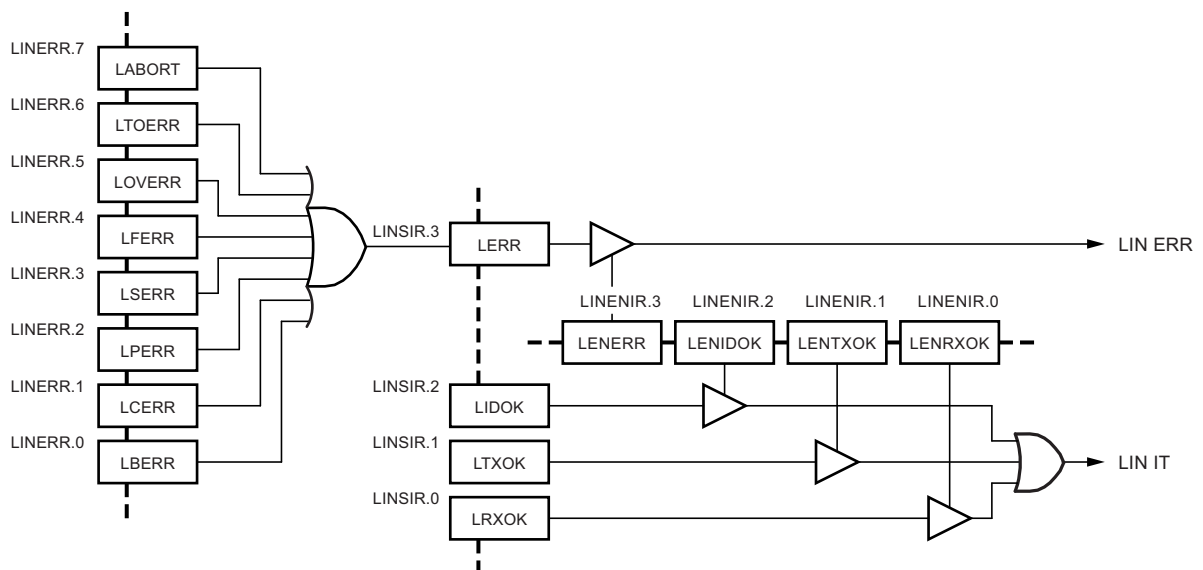 LINERR.7
LABORT
LINERR.6
LTOERR
LINERR.5
LOVERR
LINERR.4
LFERR
LINERR.3
LSERR
LINERR.2
LPERR
LINERR.1
LCERR
LINERR.0
LBERR
LINSIR.3
LERR
LIN ERR
LINENIR.3 LINENIR.2 LINENIR.1 LINENIR.0
LENERR LENIDOK LENTXOK LENRXOK
LINSIR.2
LIDOK
LINSIR.1
LTXOK
LIN IT
LINSIR.0
LRXOK